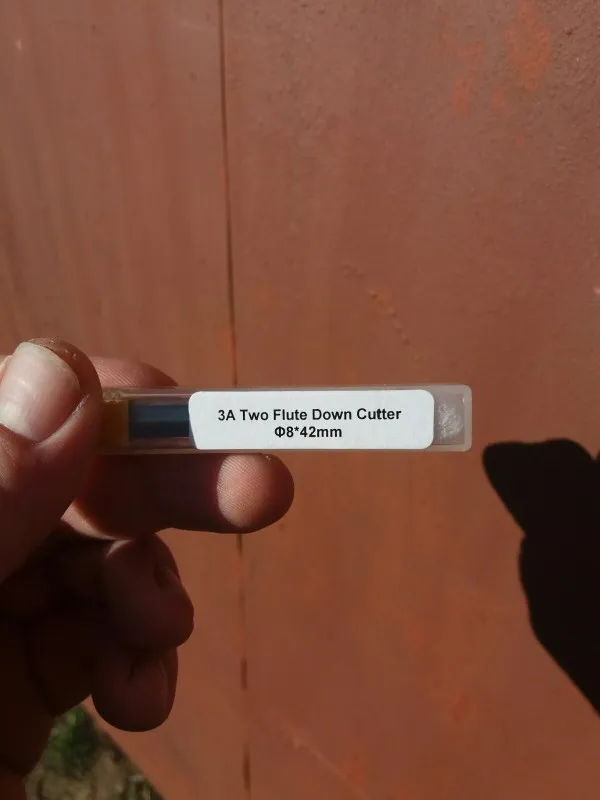 3A Two Flute Down Cutter
Φ8*42mm